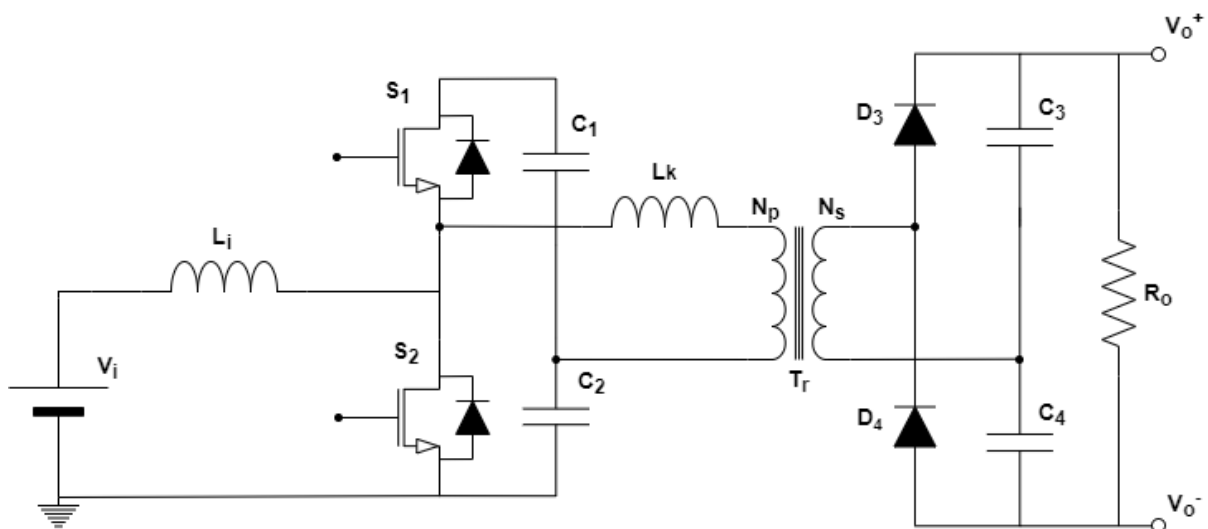 Vₒ⁺
S₁
C₁
D₃
C₃
Lk
Nₚ
Nₛ
Lᵢ
Rₒ
S₂
Vᵢ
C₂
Tᵣ
D₄
C₄
Vₒ⁻